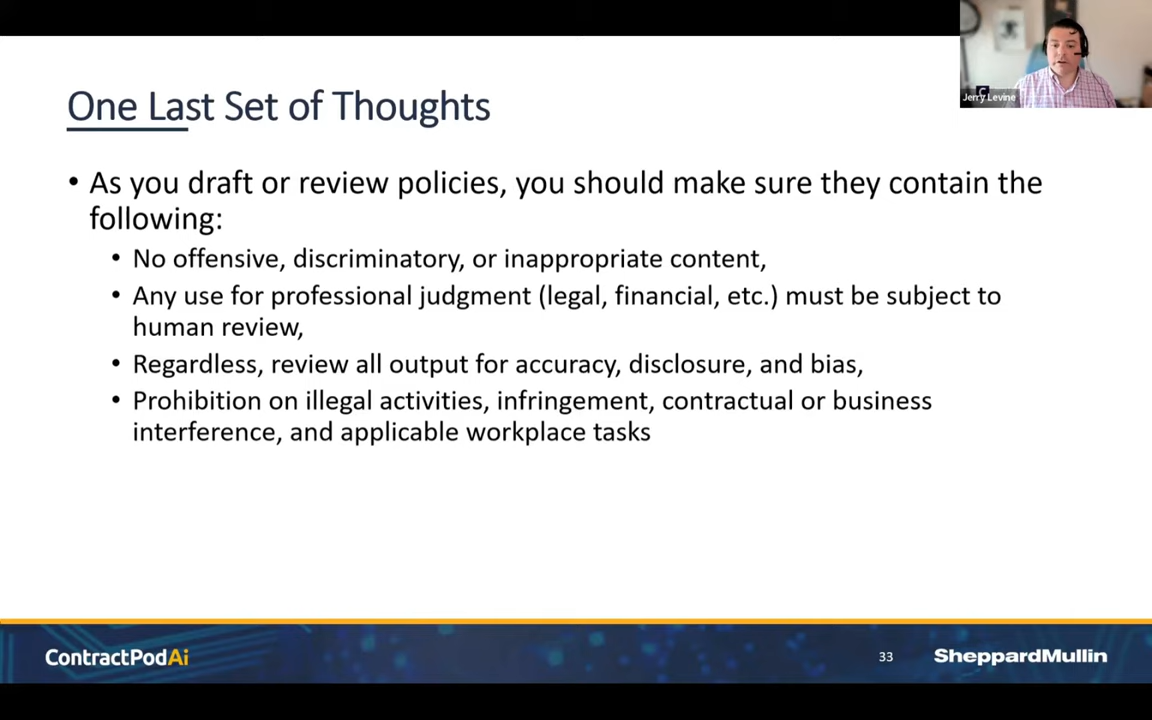 Jerry Levine
One Last Set of Thoughts
• As you draft or review policies, you should make sure they contain the
following:
• No offensive, discriminatory, or inappropriate content,
• Any use for professional judgment (legal, financial, etc.) must be subject to
human review,
• Regardless, review all output for accuracy, disclosure, and bias,
• Prohibition on illegal activities, infringement, contractual or business
interference, and applicable workplace tasks
ContractPodAi
33
SheppardMullin